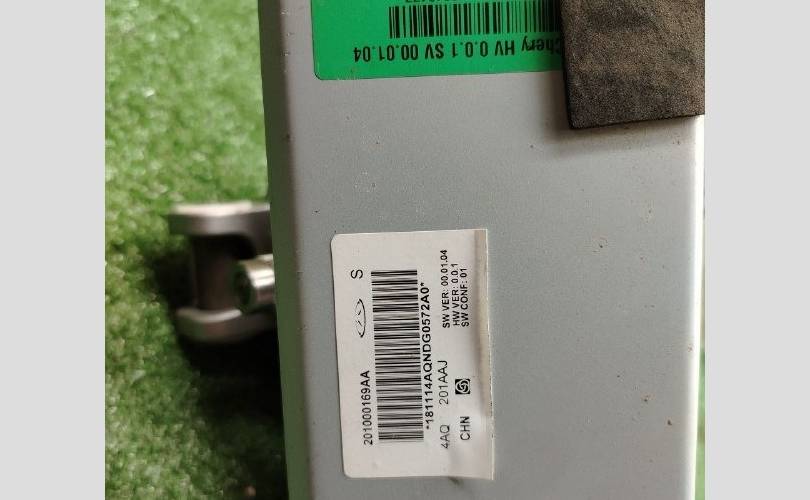 Chery HV 0.0.1 SV 00.01.04
S
201000169AA
*181114AQNDG0572A0*
4AQ 201AAJ
SW VER: 00.01.04
HW VER: 0.0.1
SW CONF: 01
CHN